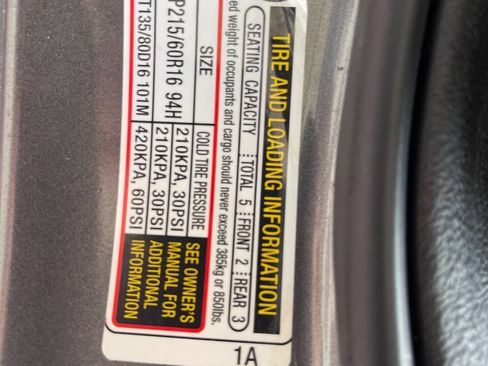 TIRE AND LOADING INFORMATION
SEATING CAPACITY TOTAL 5 FRONT 2 REAR 3
ed weight of occupants and cargo should never exceed 385kg or 850lbs.
SIZE COLD TIRE PRESSURE
P215/60R16 94H 210KPA, 30PSI
210KPA, 30PSI
T135/80D16 101M 420KPA, 60PSI
SEE OWNER'S
MANUAL FOR
ADDITIONAL
INFORMATION
1A